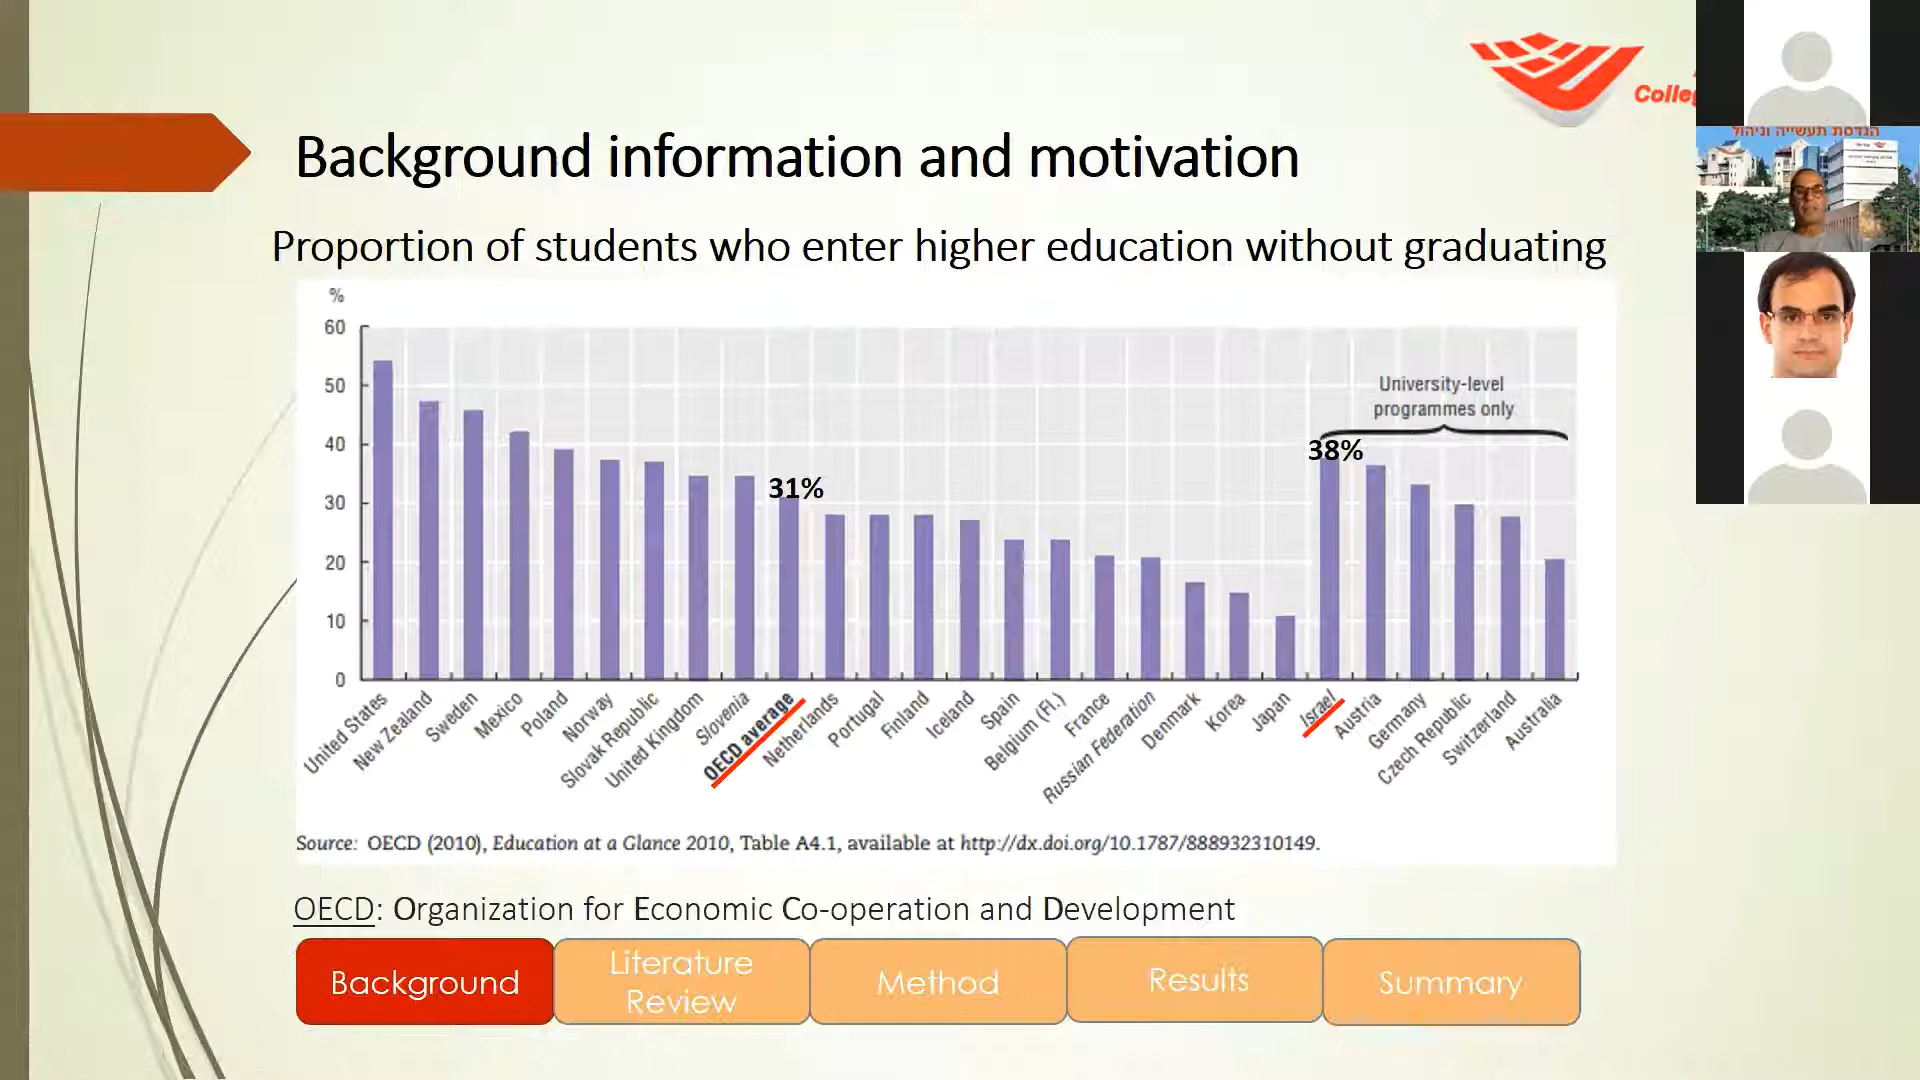 Colleg
הנדסת תעשייה וניהול
Background information and motivation
Proportion of students who enter higher education without graduating
%
60
50
40
30
20
10
0
University-level
programmes only
31%
38%
United States
New Zealand
Sweden
Mexico
Poland
Norway
Slovak Republic
United Kingdom
Slovenia
OECD average
Netherlands
Portugal
Finland
Iceland
Spain
Belgium (Fl.)
France
Russian Federation
Denmark
Korea
Japan
Israel
Austria
Germany
Czech Republic
Switzerland
Australia
Source: OECD (2010), Education at a Glance 2010, Table A4.1, available at http://dx.doi.org/10.1787/888932310149.
OECD: Organization for Economic Co-operation and Development
Background
Literature
Review
Method
Results
Summary